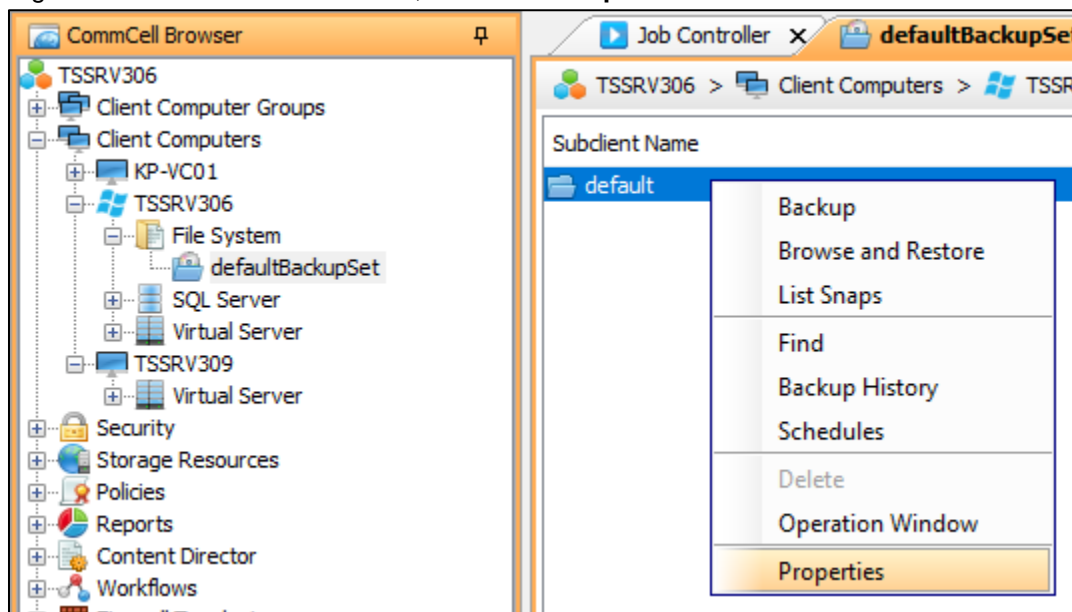 CommCell Browser
TSSRV306
Client Computer Groups
Client Computers
KP-VC01
TSSRV306
File System
defaultBackupSet
SQL Server
Virtual Server
TSSRV309
Virtual Server
Security
Storage Resources
Policies
Reports
Content Director
Workflows
Job Controller defaultBackupSe
TSSRV306 > Client Computers > TSSR
Subclient Name
default
Backup
Browse and Restore
List Snaps
Find
Backup History
Schedules
Delete
Operation Window
Properties